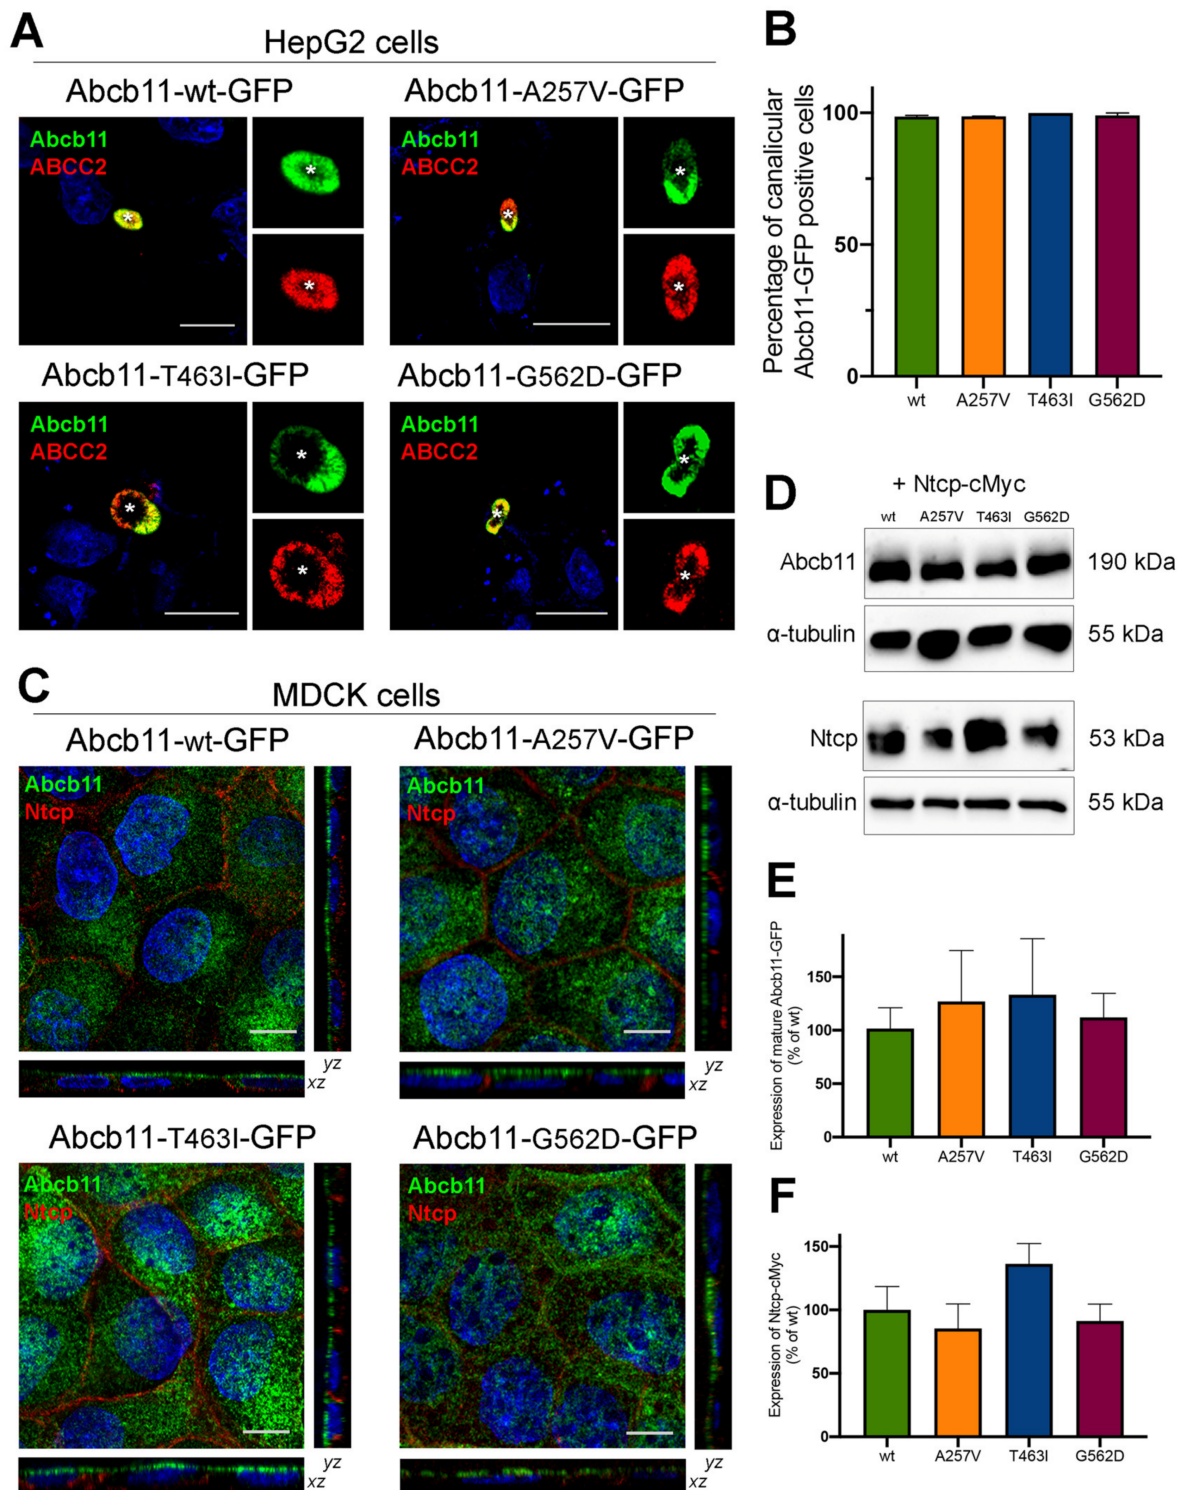 A
HepG2 cells
Abcb11-wt-GFP
Abcb11-A257V-GFP
Abcb11
ABCC2
*
*
*
Abcb11
ABCC2
*
*
*
Abcb11-T463I-GFP
Abcb11-G562D-GFP
Abcb11
ABCC2
*
*
*
Abcb11
ABCC2
*
*
*
B
Percentage of canalicular
Abcb11-GFP positive cells
100
50
0
wt
A257V
T463I
G562D
C
MDCK cells
Abcb11-wt-GFP
Abcb11-A257V-GFP
Abcb11
Ntcp
yz
xz
Abcb11
Ntcp
yz
xz
Abcb11-T463I-GFP
Abcb11-G562D-GFP
Abcb11
Ntcp
yz
xz
Abcb11
Ntcp
yz
xz
D
+ Ntcp-cMyc
wt A257V T463I G562D
Abcb11 190 kDa
α-tubulin 55 kDa
Ntcp 53 kDa
α-tubulin 55 kDa
E
Expression of mature Abcb11-GFP
(% of wt)
150
100
50
0
wt
A257V
T463I
G562D
F
Expression of Ntcp-cMyc
(% of wt)
150
100
50
0
wt
A257V
T463I
G562D